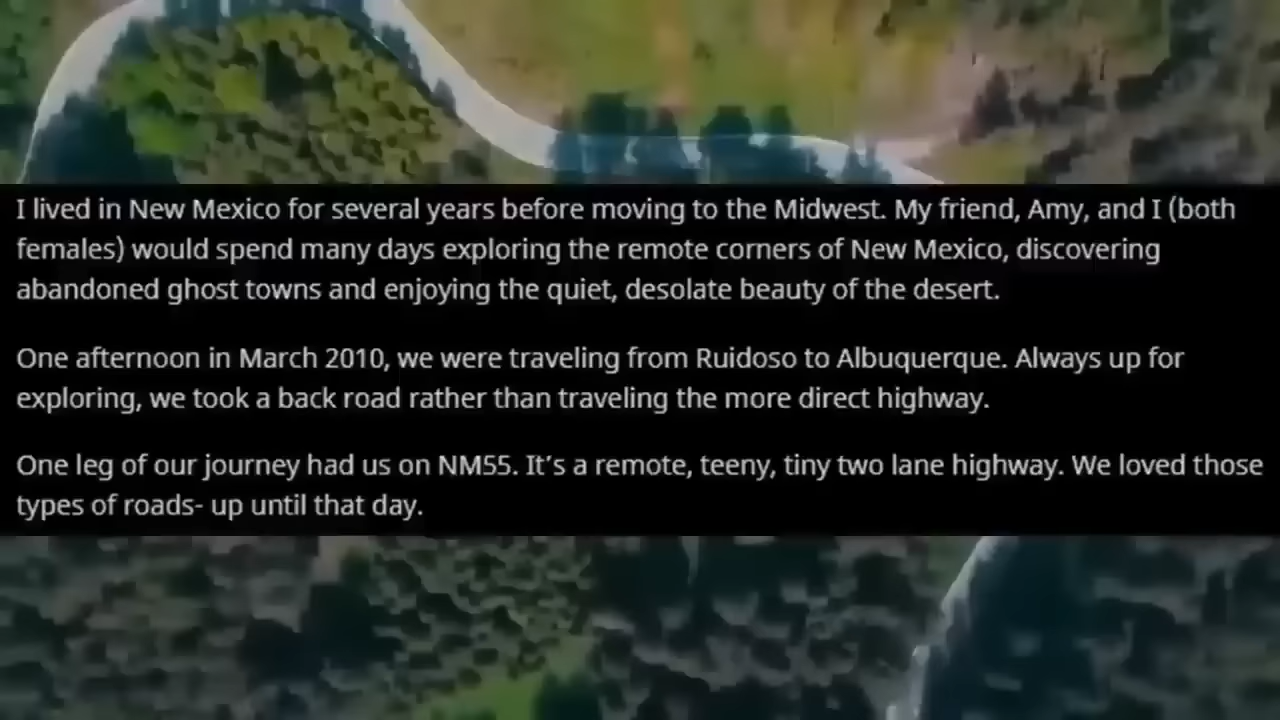 I lived in New Mexico for several years before moving to the Midwest. My friend, Amy, and I (both
females) would spend many days exploring the remote corners of New Mexico, discovering
abandoned ghost towns and enjoying the quiet, desolate beauty of the desert.
One afternoon in March 2010, we were traveling from Ruidoso to Albuquerque. Always up for
exploring, we took a back road rather than traveling the more direct highway.
One leg of our journey had us on NM55. It’s a remote, teeny, tiny two lane highway. We loved those
types of roads- up until that day.